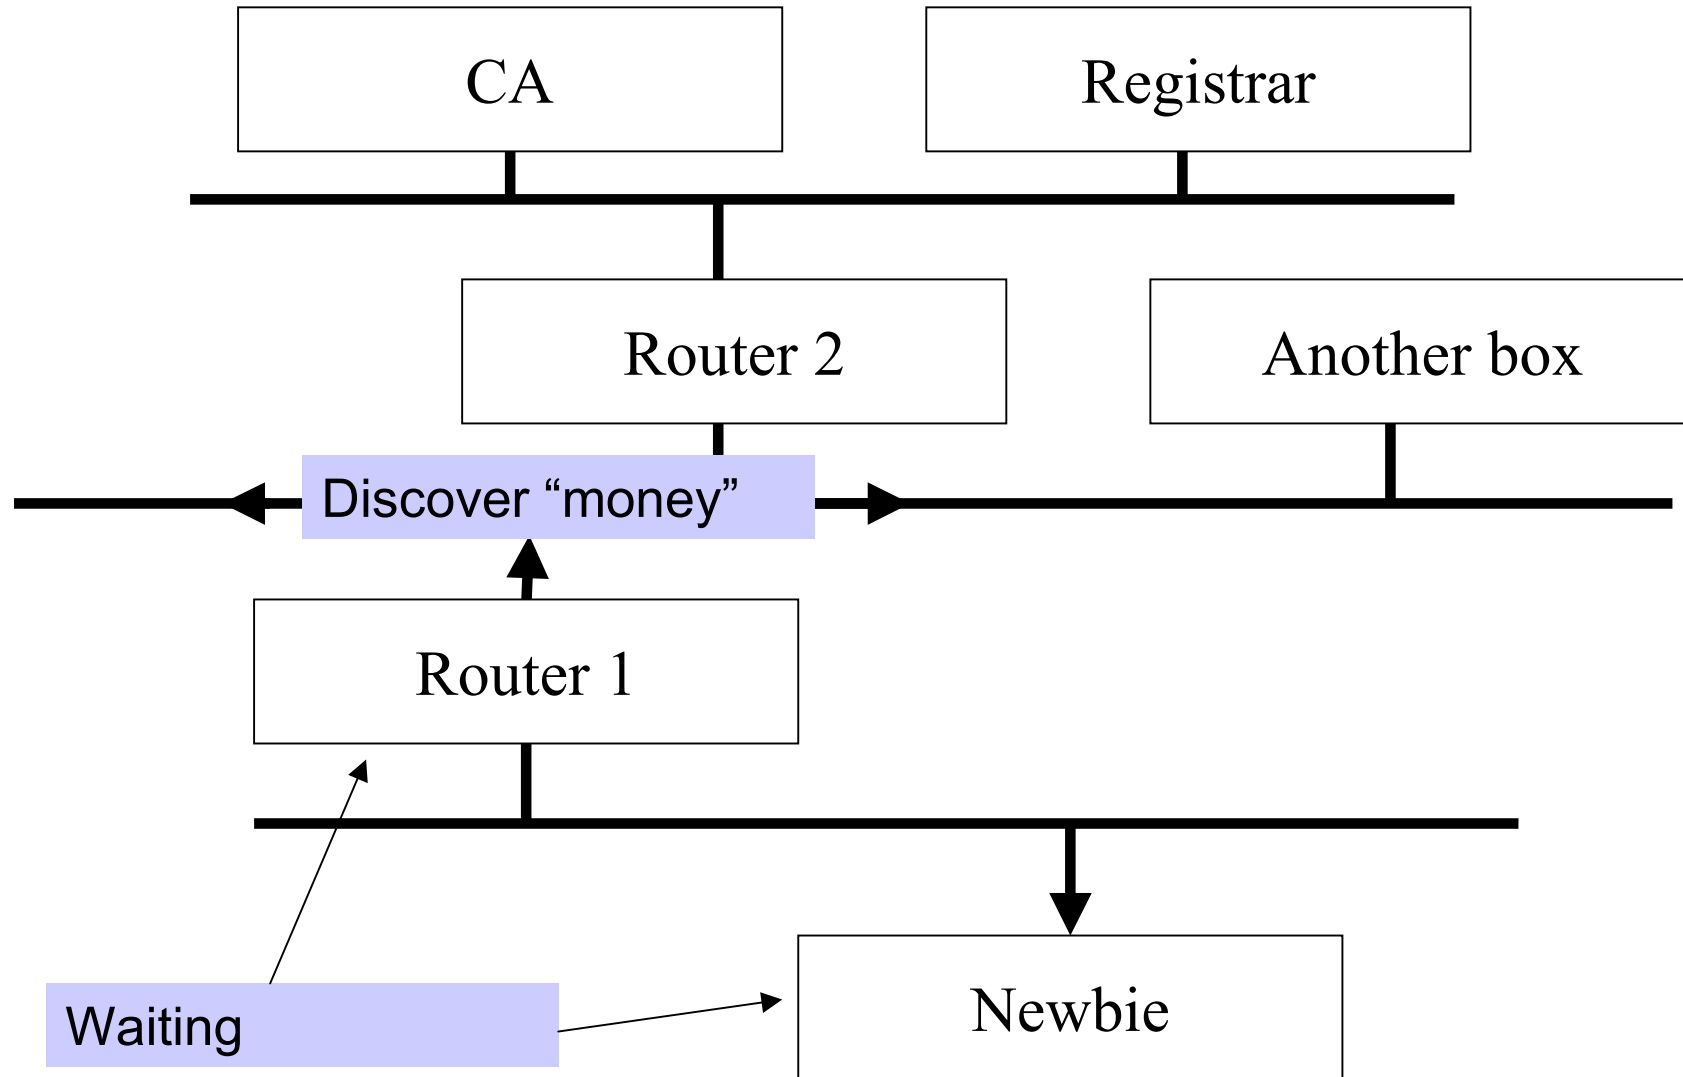 CA
Registrar
Router 2
Another box
Discover “money”
Router 1
Waiting
Newbie